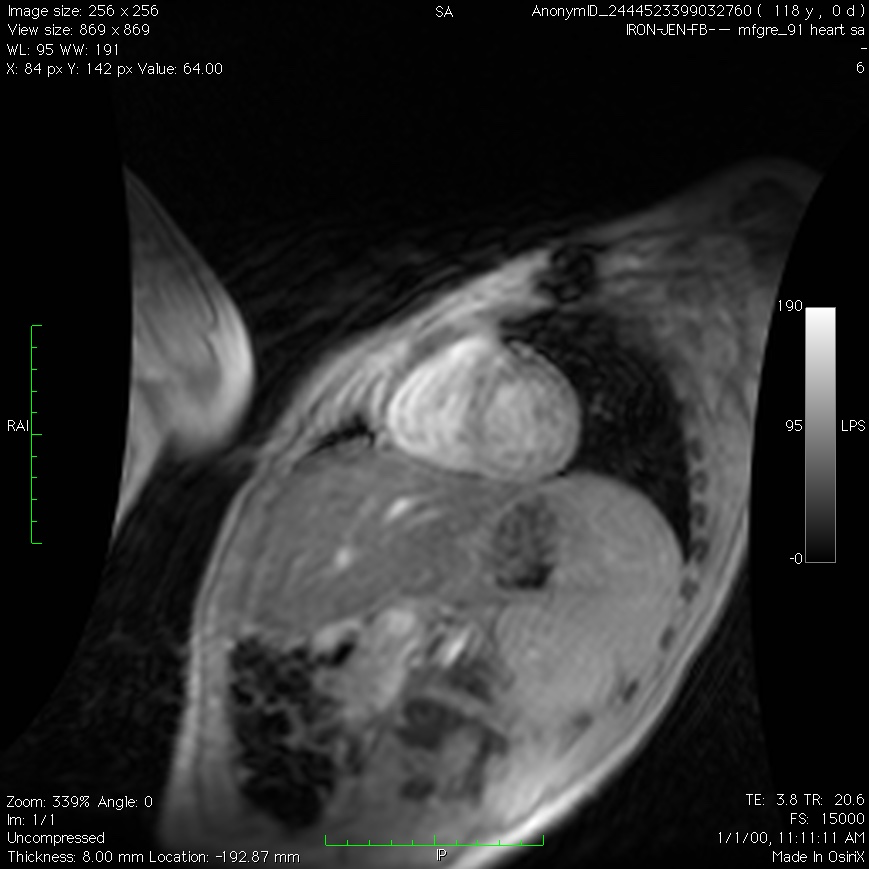 Image size: 256 x 256
View size: 869 x 869
WL: 95 WW: 191
X: 84 px Y: 142 px Value: 64.00
SA
AnonymID_2444523399032760 ( 118 y, 0 d )
IRON-JEN-FB-— mfgre_91 heart sa
-
6
190
95
-0
RAI
LPS
Zoom: 339% Angle: 0
Im: 1/1
Uncompressed
Thickness: 8.00 mm Location: -192.87 mm
IP
TE: 3.8 TR: 20.6
FS: 15000
1/1/00, 11:11:11 AM
Made In OsiriX